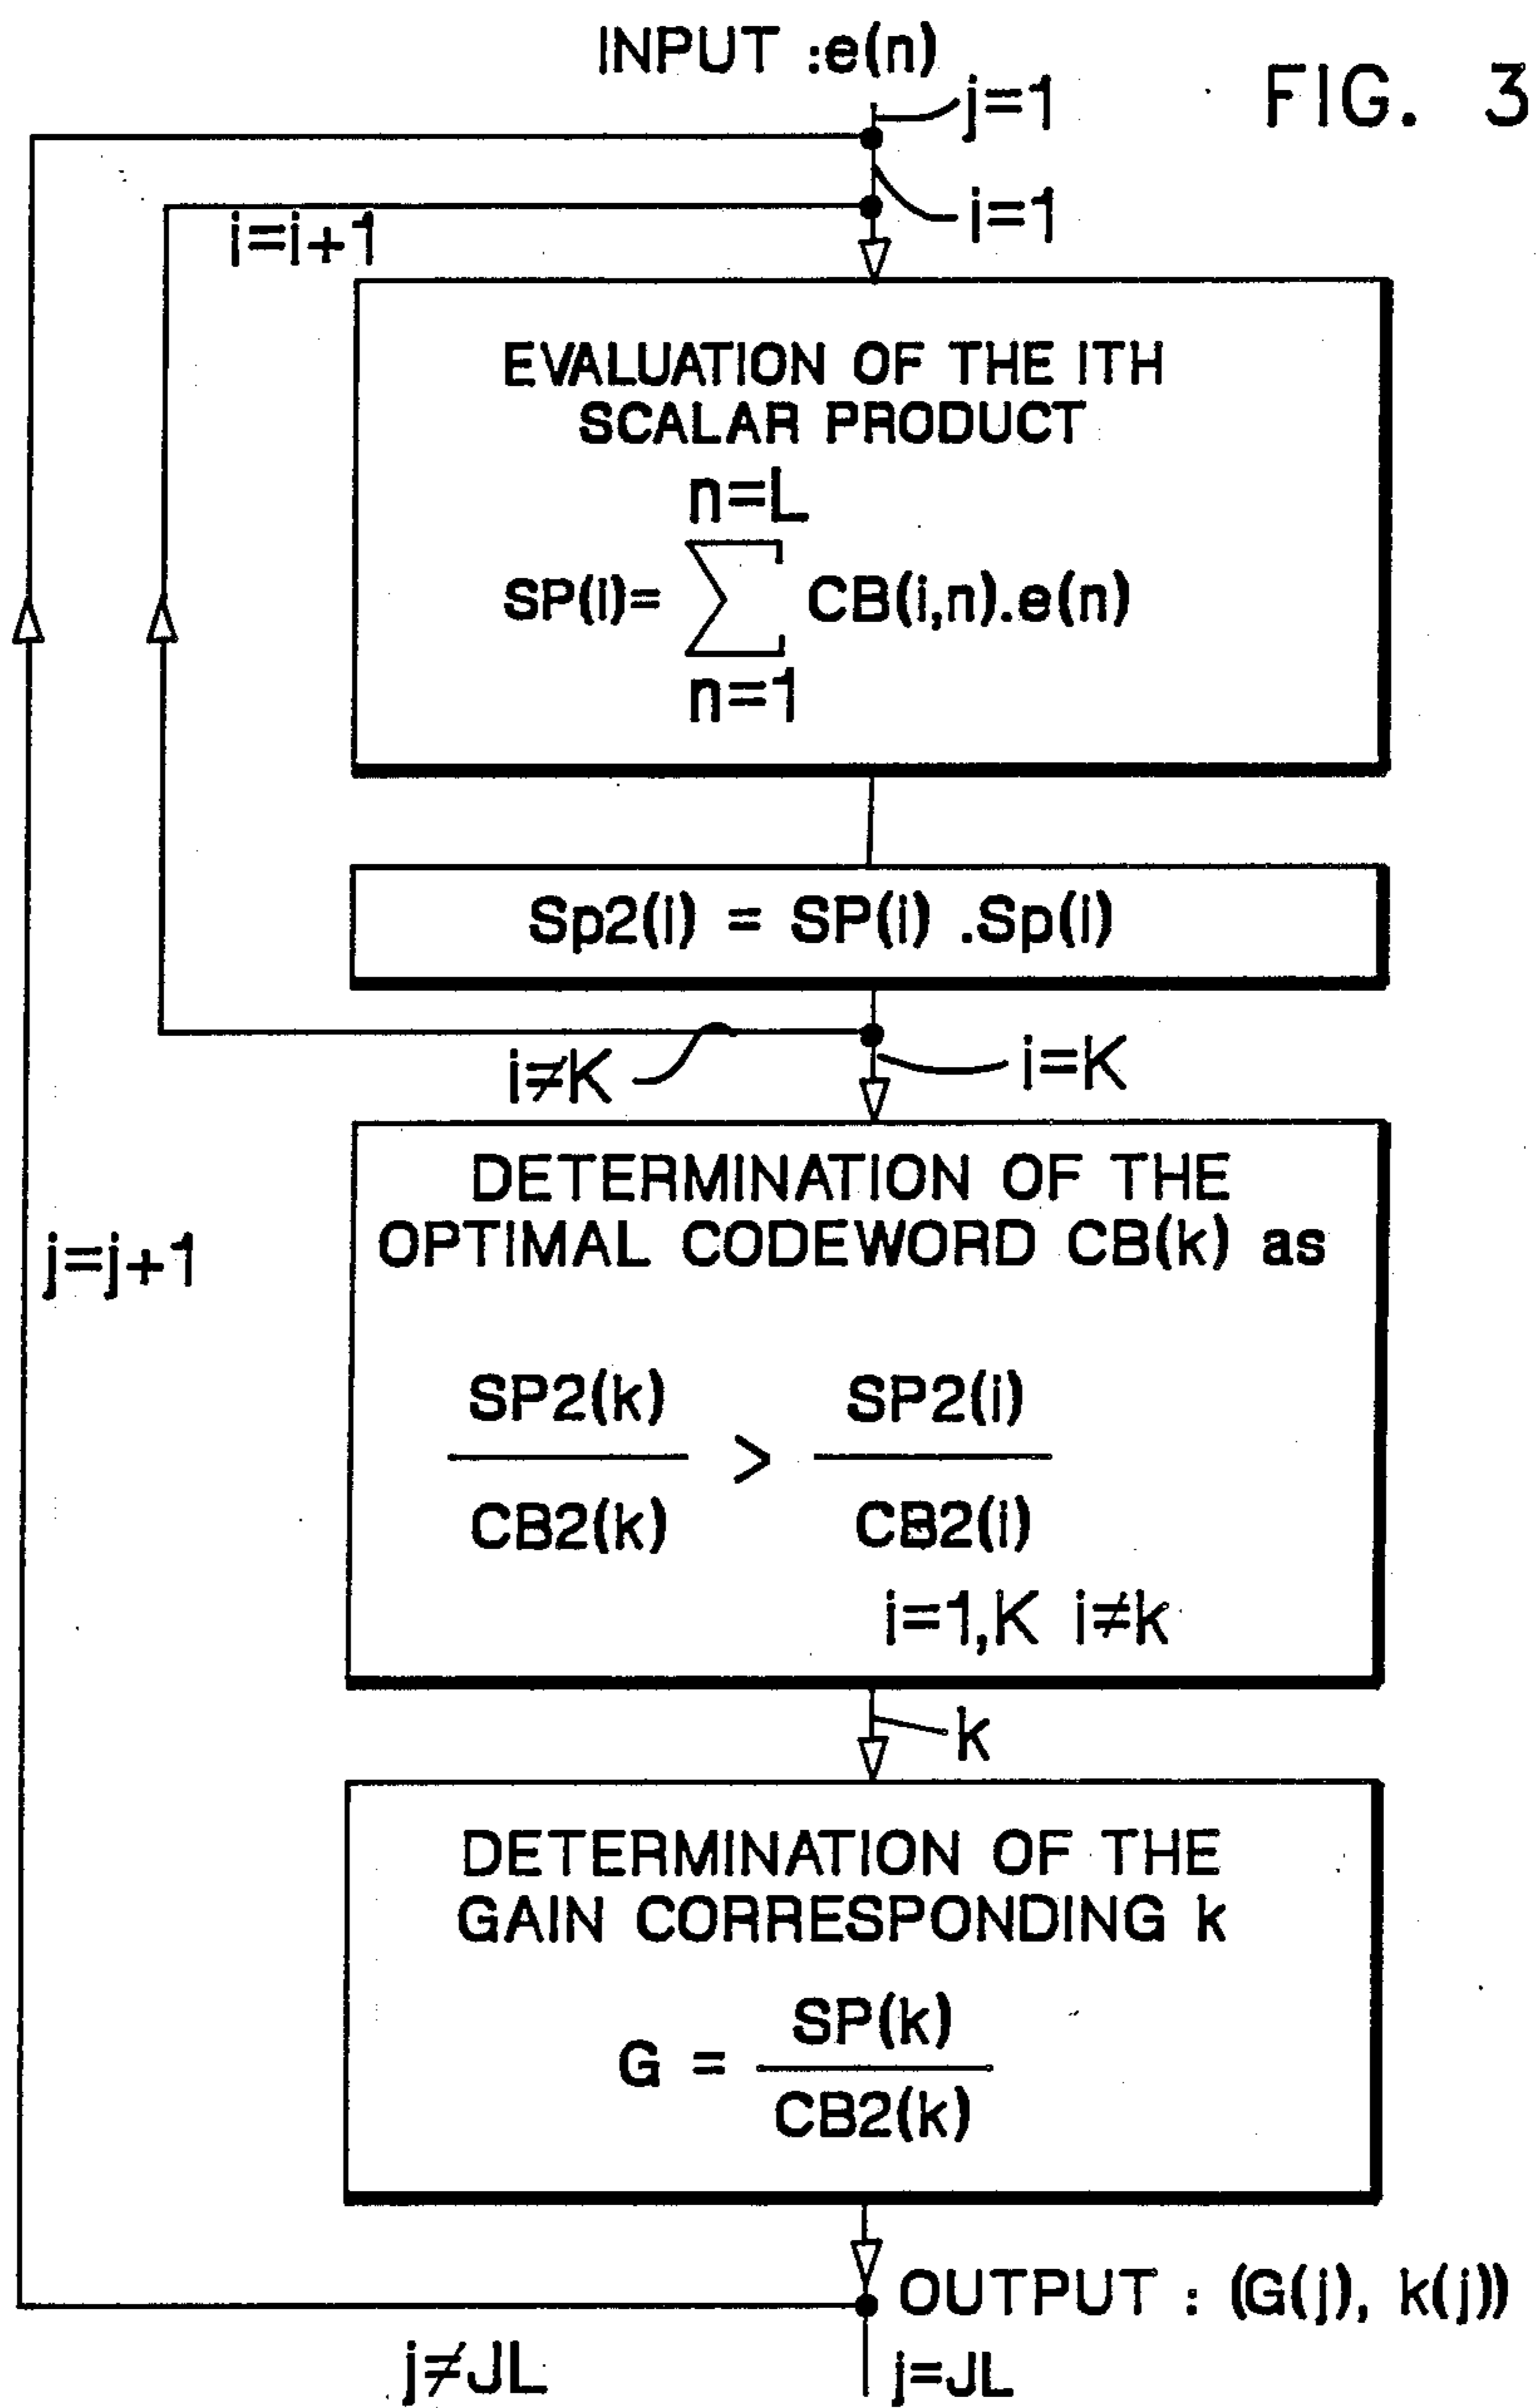 INPUT :e(n)
FIG. 3
j=1
i=1
i=i+1
EVALUATION OF THE ITH
SCALAR PRODUCT
n=L
SP(i)= ∑ CB(i,n).e(n)
n=1
Sp2(i) = SP(i) .Sp(i)
i≠K
i=K
DETERMINATION OF THE
OPTIMAL CODEWORD CB(k) as
j=j+1
SP2(k) SP2(i)
>
CB2(k) CB2(i)
i=1,K i≠k
k
DETERMINATION OF THE
GAIN CORRESPONDING k
SP(k)
G =
CB2(k)
OUTPUT : (G(j), k(j))
j≠JL
j=JL